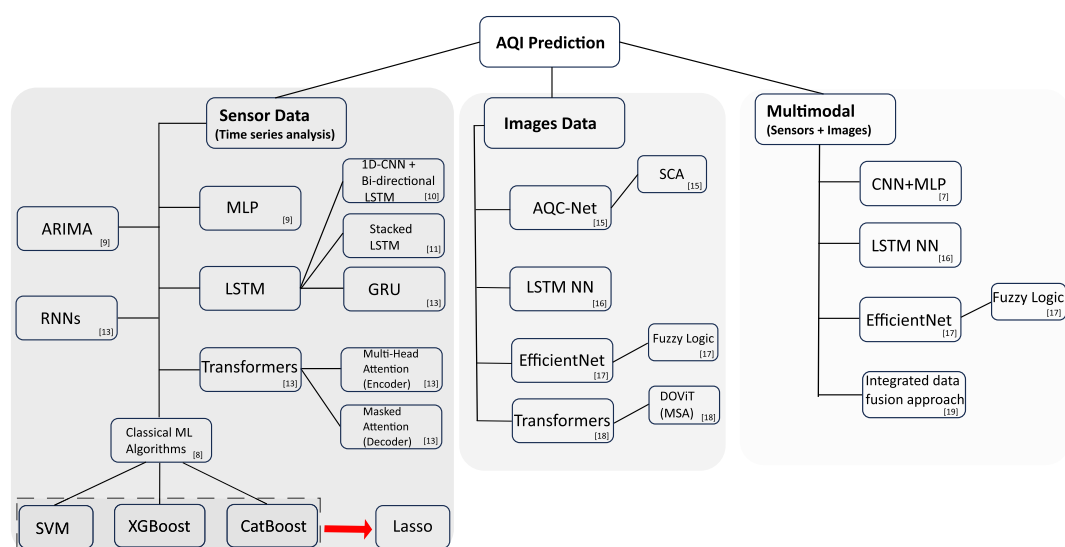 AQI Prediction
Sensor Data
(Time series analysis)
ARIMA
[9]
RNNs
[13]
MLP
[9]
LSTM
1D-CNN +
Bi-directional
LSTM
[10]
Stacked
LSTM
[11]
GRU
[13]
Transformers
[13]
Multi-Head
Attention
(Encoder)
[13]
Masked
Attention
(Decoder)
[13]
Classical ML
Algorithms
[8]
SVM
XGBoost
CatBoost
Lasso
Images Data
AQC-Net
[15]
SCA
[15]
LSTM NN
[16]
EfficientNet
[17]
Fuzzy Logic
[17]
Transformers
[18]
DOViT
(MSA)
[18]
Multimodal
(Sensors + Images)
CNN+MLP
[7]
LSTM NN
[16]
EfficientNet
[17]
Fuzzy Logic
[17]
Integrated data
fusion approach
[19]